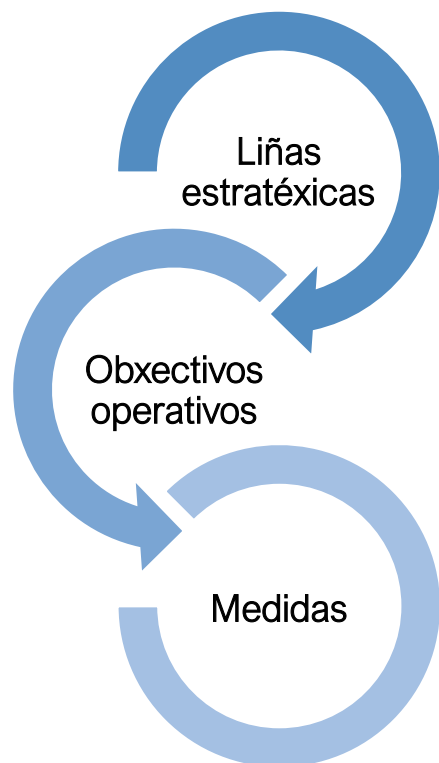 Liñas
estratéxicas
Obxectivos
operativos
Medidas